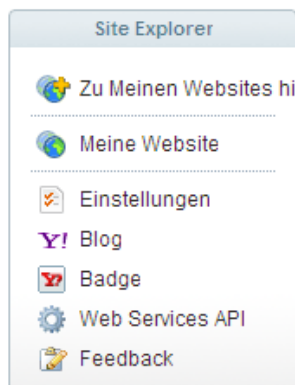 Site Explorer
Zu Meinen Websites hi
Meine Website
Einstellungen
Y! Blog
Y! Badge
Web Services API
Feedback